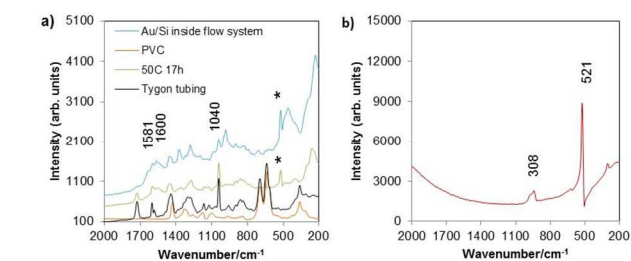 a)
Intensity (arb. units)
5100
4100
3100
2100
1100
100
Au/Si inside flow system
PVC
50C 17h
Tygon tubing
1581
1600
1040
*
*
2000 1700 1400 1100 800 500 200
Wavenumber/cm-1
b)
Intensity (arb. units)
15000
12000
9000
6000
3000
0
308
521
2000 1700 1400 1100 800 500 200
Wavenumber/cm-1